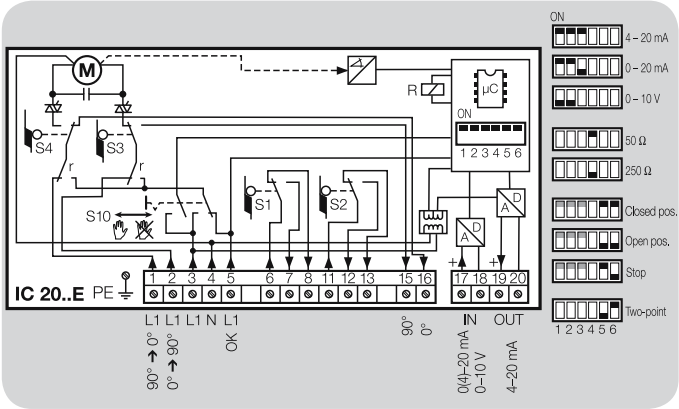 ON
4–20 mA
0–20 mA
0–10 V
50 Ω
250 Ω
Closed pos.
Open pos.
Stop
Two-point
1 2 3 4 5 6
M
R
µC
ON
1 2 3 4 5 6
S4
S3
r
r
S10
S1
S2
A
D
D
A
+
+
IC 20..E
PE
1 2 3 4 5 6 7 8 11 12 13 15 16 17 18 19 20
L1 L1 L1 N L1
90° → 0°
0° → 90°
OK
90°
0°
IN
0(4)–20 mA
0–10 V
OUT
4–20 mA